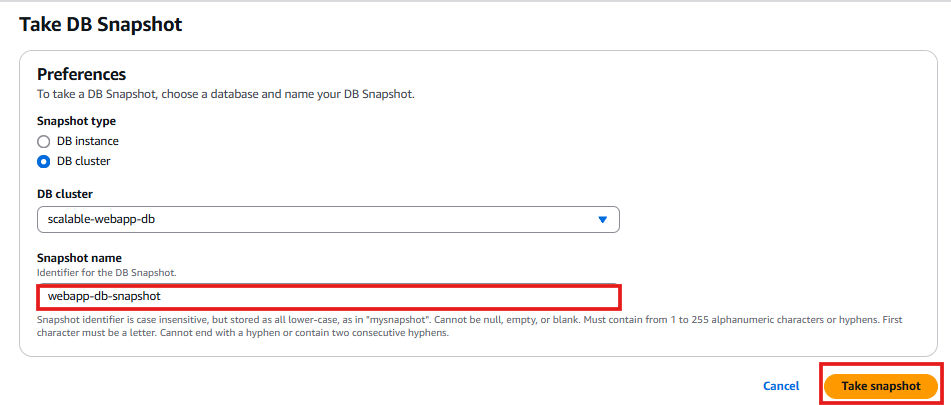 Take DB Snapshot
Preferences
To take a DB Snapshot, choose a database and name your DB Snapshot.
Snapshot type
DB instance
DB cluster
DB cluster
scalable-webapp-db
Snapshot name
Identifier for the DB Snapshot.
webapp-db-snapshot
Snapshot identifier is case insensitive, but stored as all lower-case, as in "mysnapshot". Cannot be null, empty, or blank. Must contain from 1 to 255 alphanumeric characters or hyphens. First
character must be a letter. Cannot end with a hyphen or contain two consecutive hyphens.
Cancel
Take snapshot